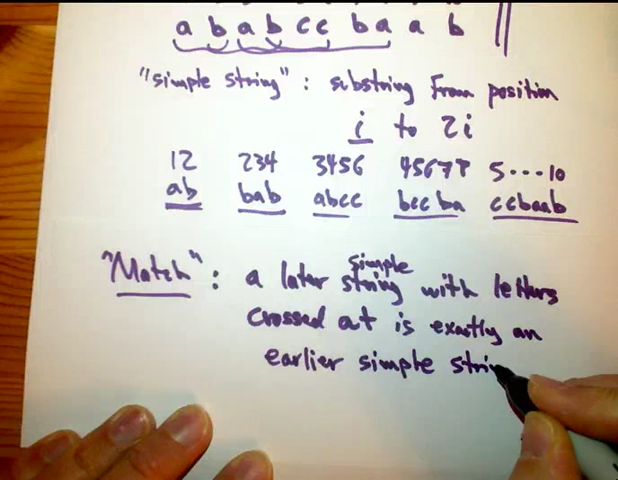 a b a b c c b a a b
"simple string" : substring From position
i to 2i
12 234 3456 45678 5····10
ab bab abcc bccba ccbaab
"Match" : a later simple string with letters
crossed out is exactly an
earlier simple stri